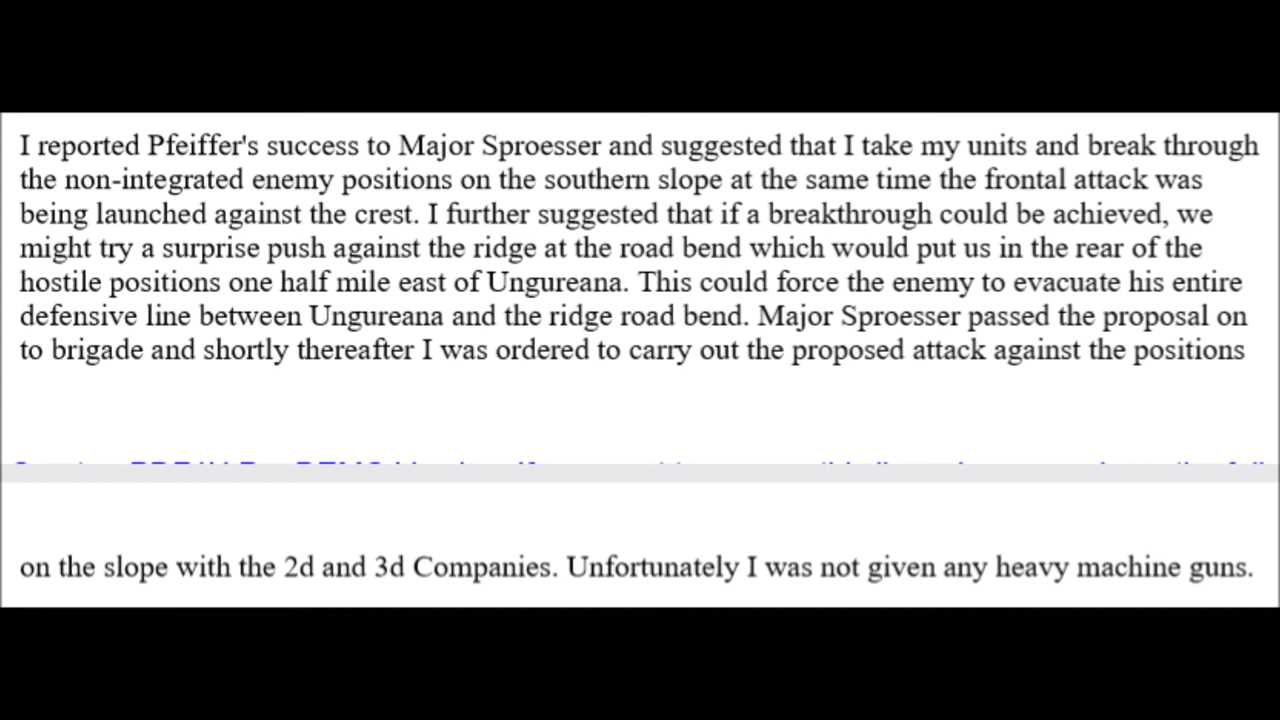 I reported Pfeiffer's success to Major Sproesser and suggested that I take my units and break through
the non-integrated enemy positions on the southern slope at the same time the frontal attack was
being launched against the crest. I further suggested that if a breakthrough could be achieved, we
might try a surprise push against the ridge at the road bend which would put us in the rear of the
hostile positions one half mile east of Ungureana. This could force the enemy to evacuate his entire
defensive line between Ungureana and the ridge road bend. Major Sproesser passed the proposal on
to brigade and shortly thereafter I was ordered to carry out the proposed attack against the positions
on the slope with the 2d and 3d Companies. Unfortunately I was not given any heavy machine guns.